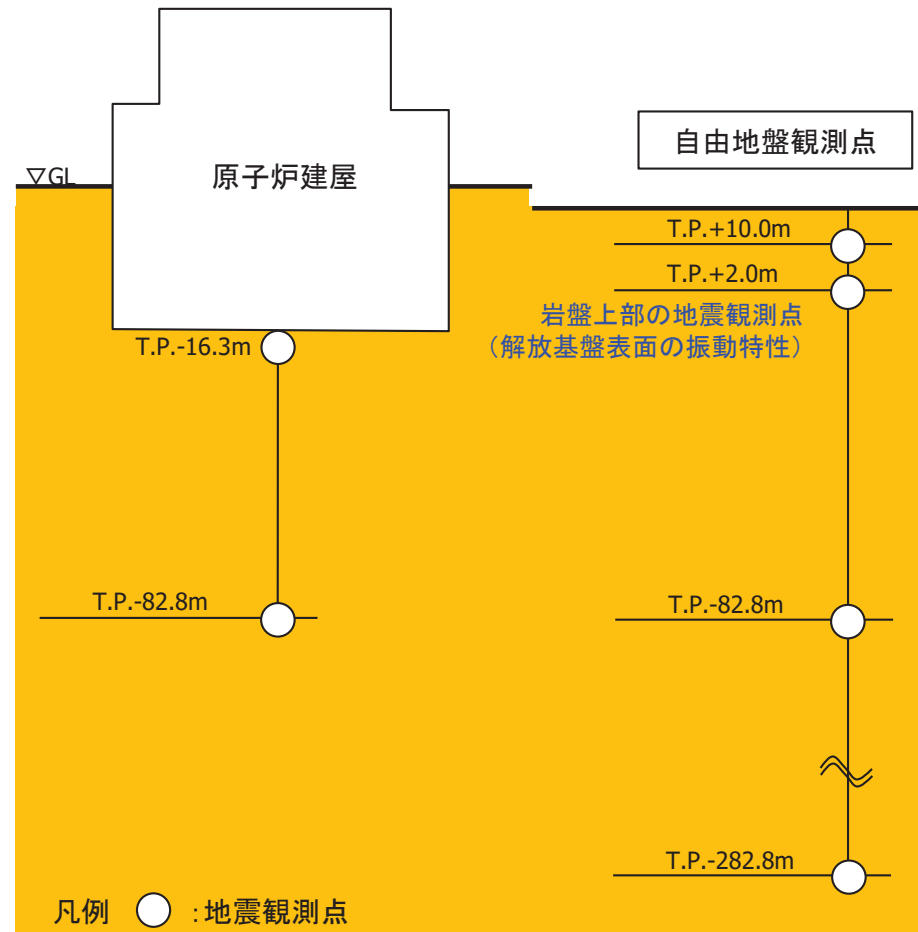 自由地盤観測点
▽GL
原子炉建屋
T.P.+10.0m
T.P.+2.0m
岩盤上部の地震観測点
（解放基盤表面の振動特性）
T.P.-16.3m
T.P.-82.8m
T.P.-82.8m
T.P.-282.8m
凡例 ○ :地震観測点